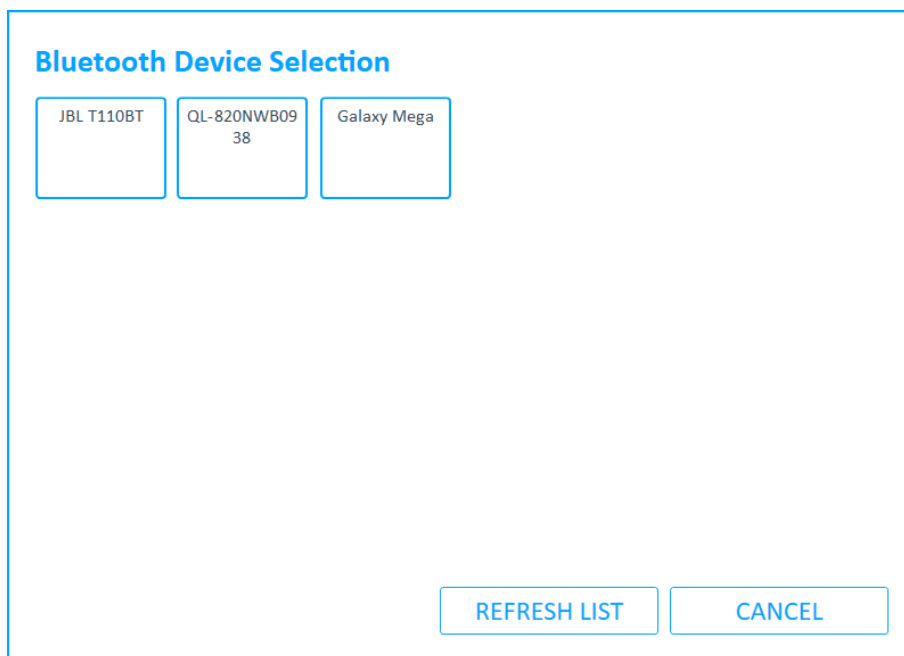 Bluetooth Device Selection
JBL T110BT
QL-820NWB09
38
Galaxy Mega
REFRESH LIST
CANCEL